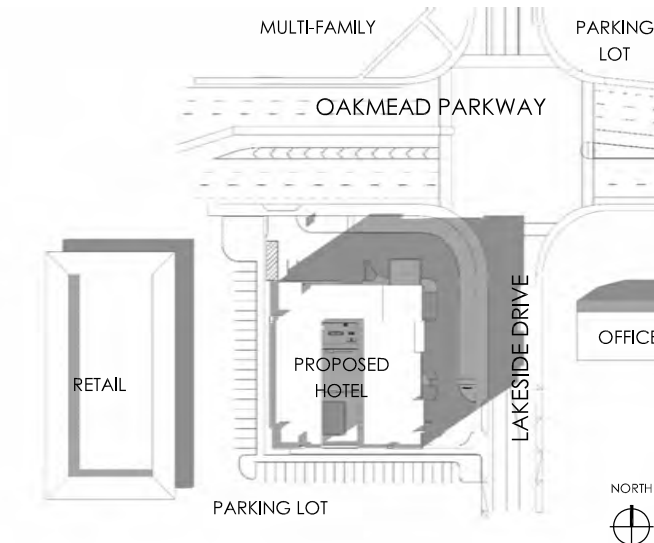 MULTI-FAMILY
PARKING
LOT
OAKMEAD PARKWAY
LAKESIDE DRIVE
OFFICE
PROPOSED
HOTEL
RETAIL
PARKING LOT
NORTH